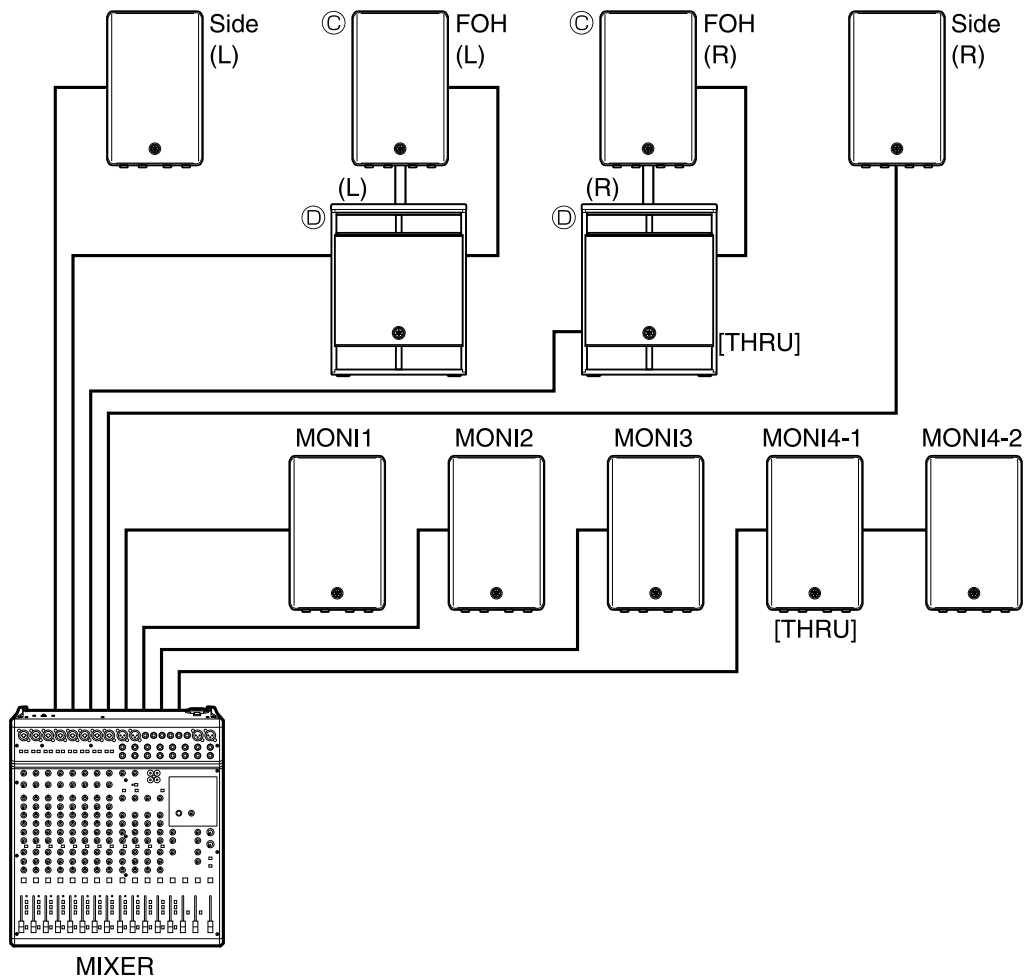 Side
(L)
Ⓒ FOH
(L)
Ⓒ FOH
(R)
Side
(R)
(L)
Ⓓ
(R)
Ⓓ
[THRU]
MONI1
MONI2
MONI3
MONI4-1
MONI4-2
[THRU]
MIXER